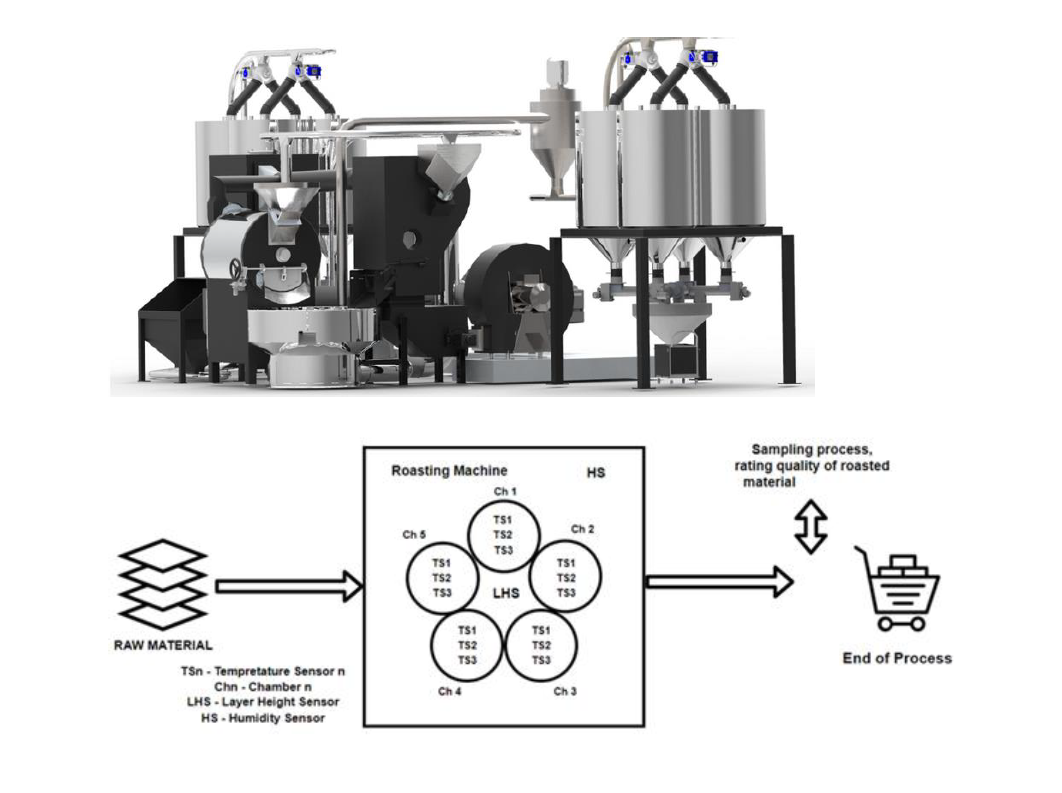 Roasting Machine
HS
Ch 1
TS1
TS2
TS3
Ch 5
TS1
TS2
TS3
Ch 2
TS1
TS2
TS3
LHS
TS1
TS2
TS3
Ch 4
TS1
TS2
TS3
Ch 3
RAW MATERIAL
TSn - Tempretature Sensor n
Chn - Chamber n
LHS - Layer Height Sensor
HS - Humidity Sensor
Sampling process,
rating quality of roasted
material
End of Process